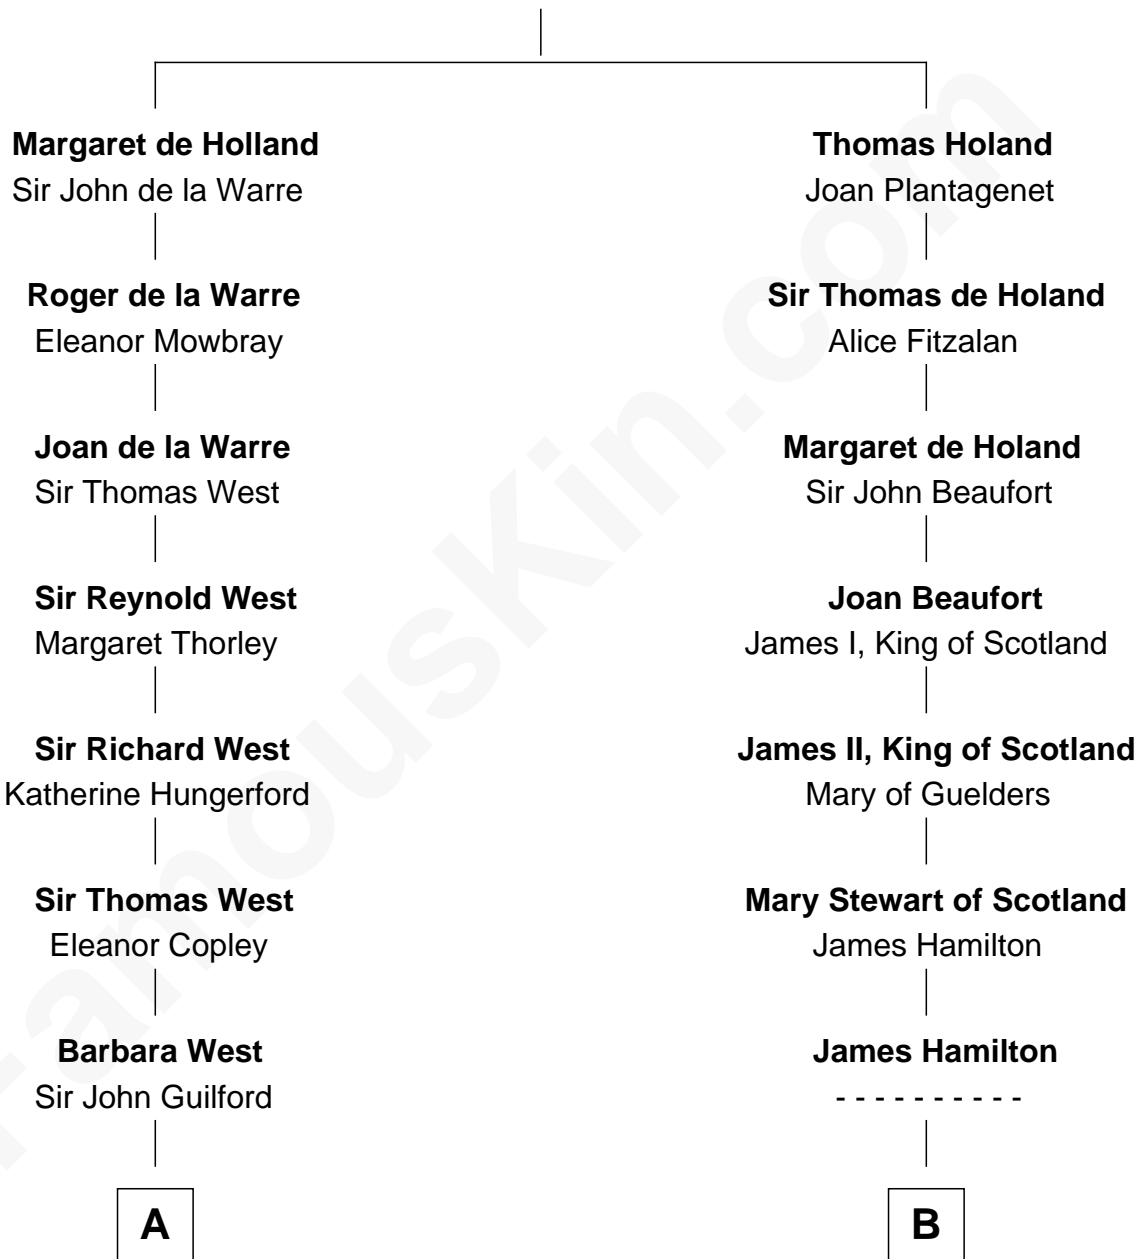 Margaret de Holland
Sir John de la Warre
Roger de la Warre
Eleanor Mowbray
Joan de la Warre
Sir Thomas West
Sir Reynold West
Margaret Thorley
Sir Richard West
Katherine Hungerford
Sir Thomas West
Eleanor Copley
Barbara West
Sir John Guilford
A
Thomas Holand
Joan Plantagenet
Sir Thomas de Holand
Alice Fitzalan
Margaret de Holand
Sir John Beaufort
Joan Beaufort
James I, King of Scotland
James II, King of Scotland
Mary of Guelders
Mary Stewart of Scotland
James Hamilton
James Hamilton
- - - - - - - - - -
B
FamousKin.com